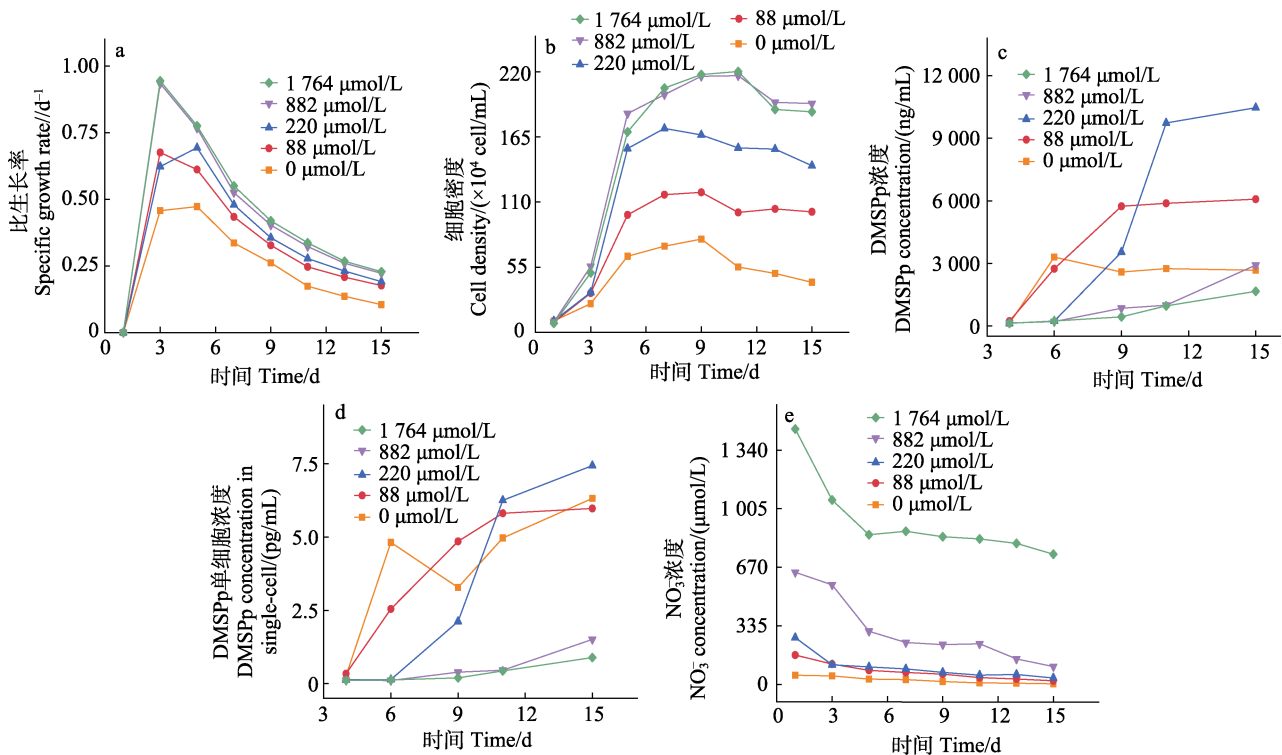 a
1 764 μmol/L
882 μmol/L
220 μmol/L
88 μmol/L
0 μmol/L
1.00
0.75
0.50
0.25
0
比生长率
Specific growth rate//d⁻¹
0 3 6 9 12 15
时间 Time/d
b
1 764 μmol/L
882 μmol/L
220 μmol/L
88 μmol/L
0 μmol/L
220
165
110
55
0
细胞密度
Cell density/(×10⁴ cell/mL)
0 3 6 9 12 15
时间 Time/d
c
1 764 μmol/L
882 μmol/L
220 μmol/L
88 μmol/L
0 μmol/L
12 000
9 000
6 000
3 000
0
DMSPp浓度
DMSPp concentration/(ng/mL)
3 6 9 12 15
时间 Time/d
d
1 764 μmol/L
882 μmol/L
220 μmol/L
88 μmol/L
0 μmol/L
7.5
5.0
2.5
0
DMSPp单细胞浓度
DMSPp concentration in
single-cell/(pg/mL)
3 6 9 12 15
时间 Time/d
e
1 764 μmol/L
882 μmol/L
220 μmol/L
88 μmol/L
0 μmol/L
1 340
1 005
670
335
0
NO₃⁻浓度
NO₃⁻ concentration/(μmol/L)
0 3 6 9 12 15
时间 Time/d